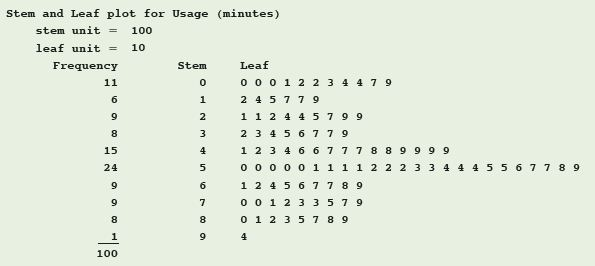 Stem and Leaf plot for Usage (minutes)
stem unit = 100
leaf unit = 10
Frequency Stem Leaf
11 0 0 0 0 1 2 2 3 4 4 7 9
6 1 2 4 5 7 7 9
9 2 1 1 2 4 4 5 7 9 9
8 3 2 3 4 5 6 7 7 9
15 4 1 2 3 4 6 6 7 7 7 8 8 9 9 9 9
24 5 0 0 0 0 0 1 1 1 1 2 2 2 3 3 4 4 4 5 5 6 7 7 8 9
9 6 1 2 4 5 6 7 7 8 9
9 7 0 0 1 2 3 3 5 7 9
8 8 0 1 2 3 5 7 8 9
1 9 4
100